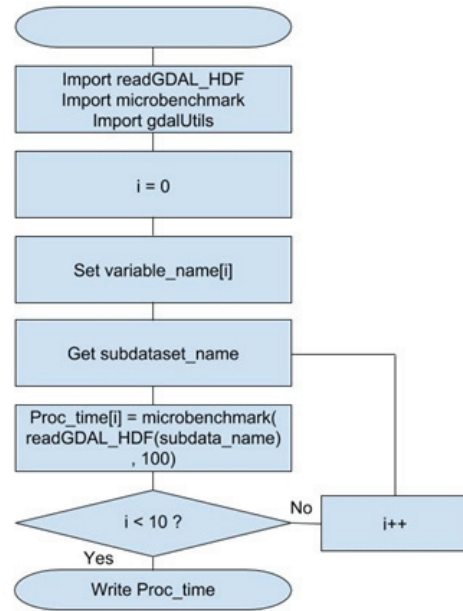 Import readGDAL_HDF
Import microbenchmark
Import gdalUtils
i = 0
Set variable_name[i]
Get subdataset_name
Proc_time[i] = microbenchmark(
readGDAL_HDF(subdata_name)
, 100)
i < 10 ?
No
i++
Yes
Write Proc_time